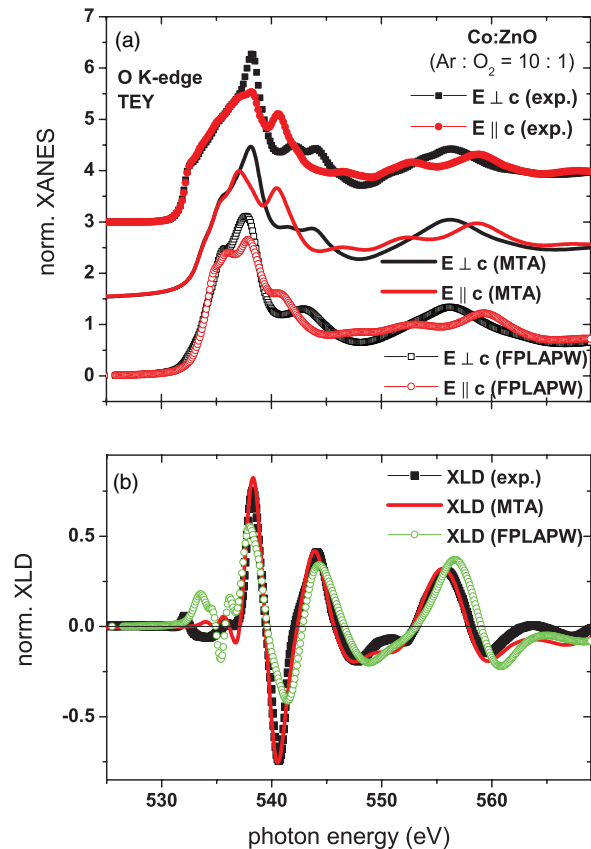 (a)
Co:ZnO
(Ar : O₂ = 10 : 1)
O K-edge
TEY
E ⊥ c (exp.)
E || c (exp.)
E ⊥ c (MTA)
E || c (MTA)
E ⊥ c (FPLAPW)
E || c (FPLAPW)
norm. XANES
7
6
5
4
3
2
1
0
(b)
XLD (exp.)
XLD (MTA)
XLD (FPLAPW)
norm. XLD
0.5
0.0
-0.5
530
540
550
560
photon energy (eV)